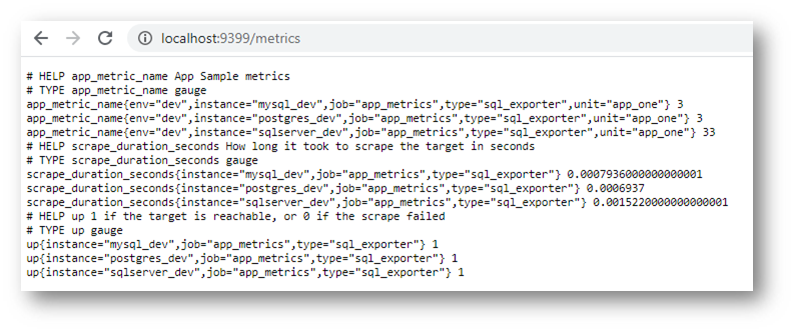 localhost:9399/metrics
# HELP app_metric_name App Sample metrics
# TYPE app_metric_name gauge
app_metric_name{env="dev",instance="mysql_dev",job="app_metrics",type="sql_exporter",unit="app_one"} 3
app_metric_name{env="dev",instance="postgres_dev",job="app_metrics",type="sql_exporter",unit="app_one"} 3
app_metric_name{env="dev",instance="sqlserver_dev",job="app_metrics",type="sql_exporter",unit="app_one"} 33
# HELP scrape_duration_seconds How long it took to scrape the target in seconds
# TYPE scrape_duration_seconds gauge
scrape_duration_seconds{instance="mysql_dev",job="app_metrics",type="sql_exporter"} 0.0007936000000000001
scrape_duration_seconds{instance="postgres_dev",job="app_metrics",type="sql_exporter"} 0.0006937
scrape_duration_seconds{instance="sqlserver_dev",job="app_metrics",type="sql_exporter"} 0.0015220000000000001
# HELP up 1 if the target is reachable, or 0 if the scrape failed
# TYPE up gauge
up{instance="mysql_dev",job="app_metrics",type="sql_exporter"} 1
up{instance="postgres_dev",job="app_metrics",type="sql_exporter"} 1
up{instance="sqlserver_dev",job="app_metrics",type="sql_exporter"} 1